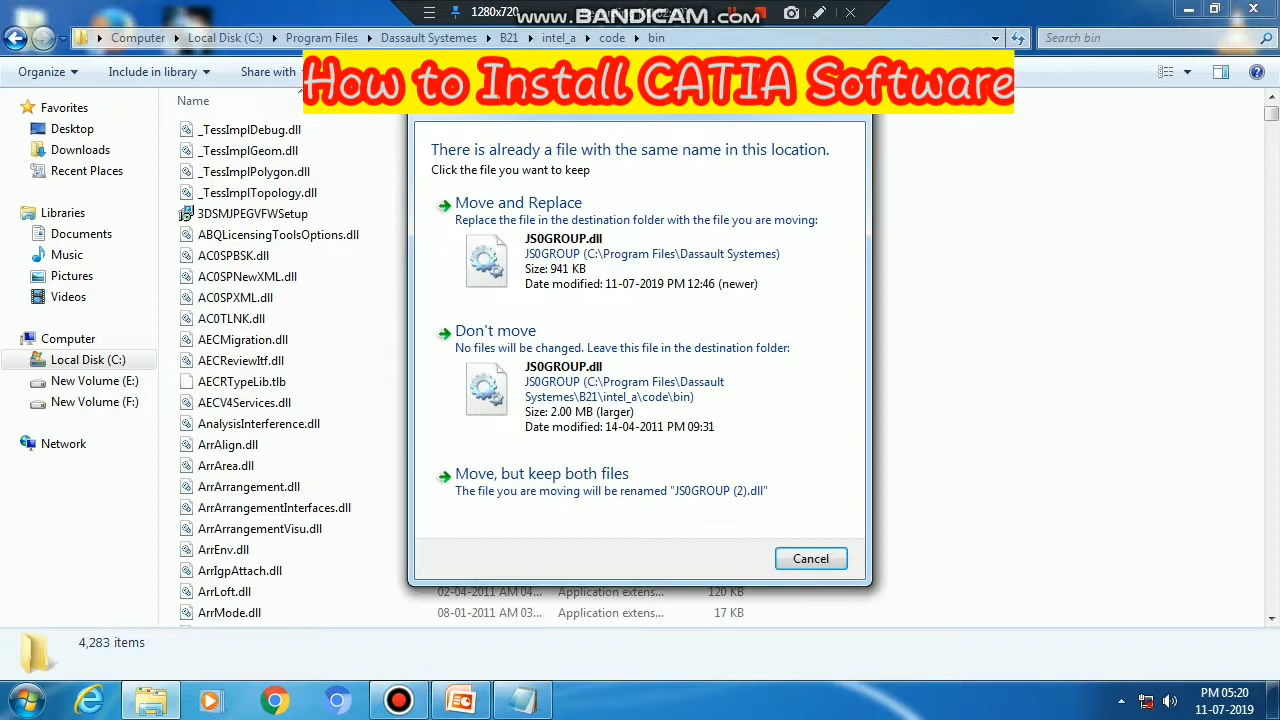 1280x720
www.BANDICAM.com
Computer
Local Disk (C:)
Program Files
Dassault Systemes
B21
intel_a
code
bin
Search bin
Organize
Include in library
Share with
How to Install CATIA Software
Favorites
Desktop
Downloads
Recent Places
Libraries
Documents
Music
Pictures
Videos
Computer
Local Disk (C:)
New Volume (E:)
New Volume (F:)
Network
Name
_TessImplDebug.dll
_TessImplGeom.dll
_TessImplPolygon.dll
_TessImplTopology.dll
3DSMJPEGVFWSetup
ABQLicensingToolsOptions.dll
AC0SPBSK.dll
AC0SPNewXML.dll
AC0SPXML.dll
AC0TLNK.dll
AECMigration.dll
AECReviewItf.dll
AECRTypeLib.tlb
AECV4Services.dll
AnalysisInterference.dll
ArrAlign.dll
ArrArea.dll
ArrArrangement.dll
ArrArrangementInterfaces.dll
ArrArrangementVisu.dll
ArrEnv.dll
ArrIgpAttach.dll
ArrLoft.dll
02-04-2011 AM 04...
Application extens...
120 KB
ArrMode.dll
08-01-2011 AM 03...
Application extens...
17 KB
There is already a file with the same name in this location.
Click the file you want to keep
Move and Replace
Replace the file in the destination folder with the file you are moving:
JS0GROUP.dll
JS0GROUP (C:\Program Files\Dassault Systemes)
Size: 941 KB
Date modified: 11-07-2019 PM 12:46 (newer)
Don't move
No files will be changed. Leave this file in the destination folder:
JS0GROUP.dll
JS0GROUP (C:\Program Files\Dassault
Systemes\B21\intel_a\code\bin)
Size: 2.00 MB (larger)
Date modified: 14-04-2011 PM 09:31
Move, but keep both files
The file you are moving will be renamed "JS0GROUP (2).dll"
Cancel
4,283 items
PM 05:20
11-07-2019